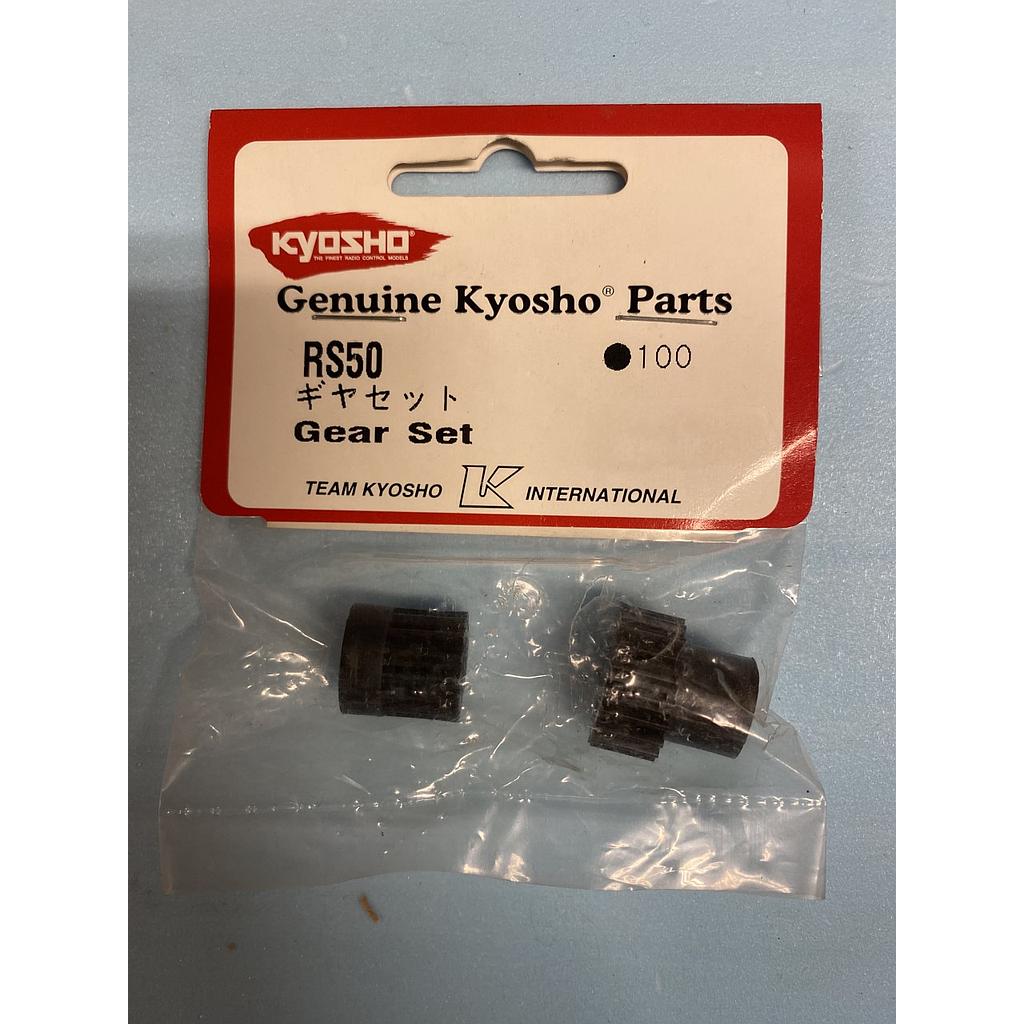 KYOSHO®
THE FINEST RADIO CONTROL MODELS
Genuine Kyosho® Parts
RS50 ●100
ギヤセット
Gear Set
TEAM KYOSHO K INTERNATIONAL